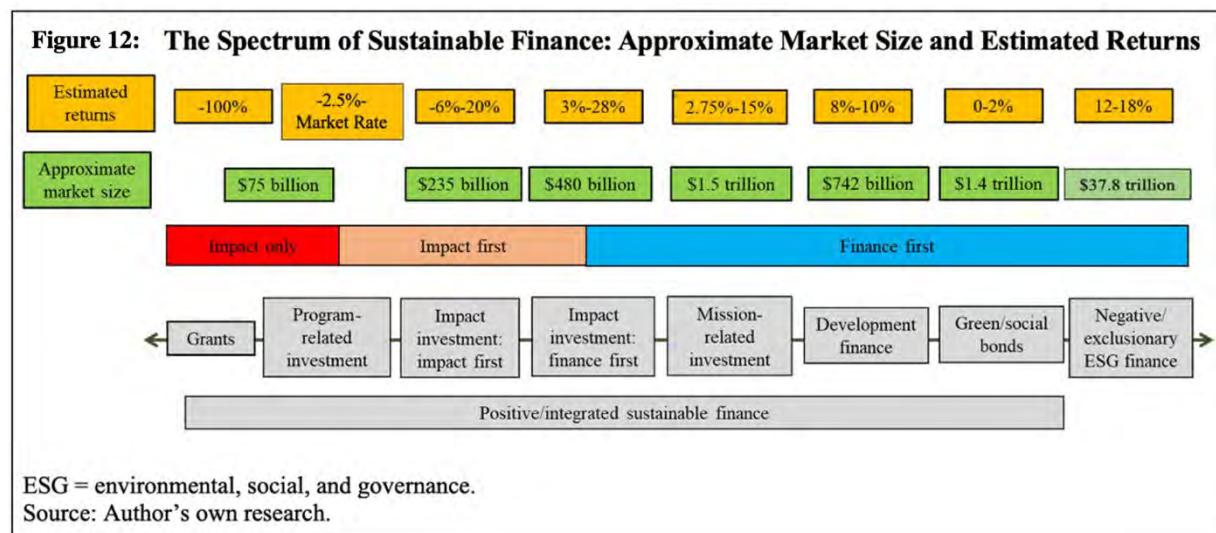 Figure 12: The Spectrum of Sustainable Finance: Approximate Market Size and Estimated Returns
Estimated
returns
-100%
-2.5%-
Market Rate
-6%-20%
3%-28%
2.75%-15%
8%-10%
0-2%
12-18%
Approximate
market size
$75 billion
$235 billion
$480 billion
$1.5 trillion
$742 billion
$1.4 trillion
$37.8 trillion
Impact only
Impact first
Finance first
Grants
Program-
related
investment
Impact
investment:
impact first
Impact
investment:
finance first
Mission-
related
investment
Development
finance
Green/social
bonds
Negative/
exclusionary
ESG finance
Positive/integrated sustainable finance
ESG = environmental, social, and governance.
Source: Author's own research.